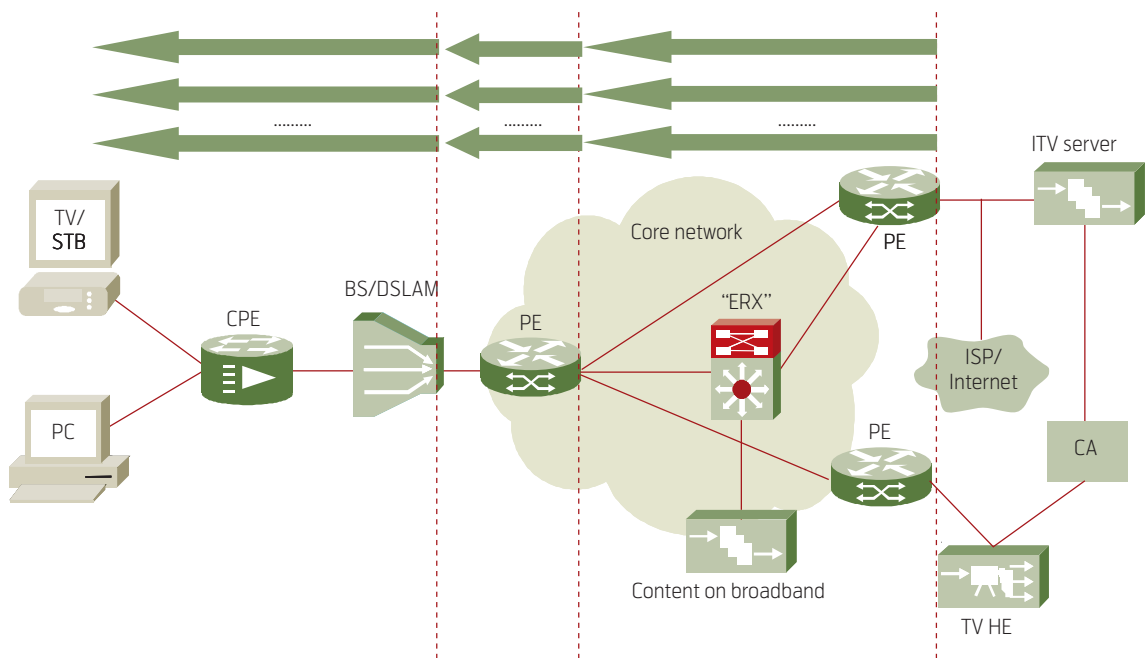 .........
.........
.........
ITV server
TV/
STB
Core network
PE
BS/DSLAM
"ERX"
CPE
PE
ISP/
Internet
PC
PE
CA
Content on broadband
TV HE